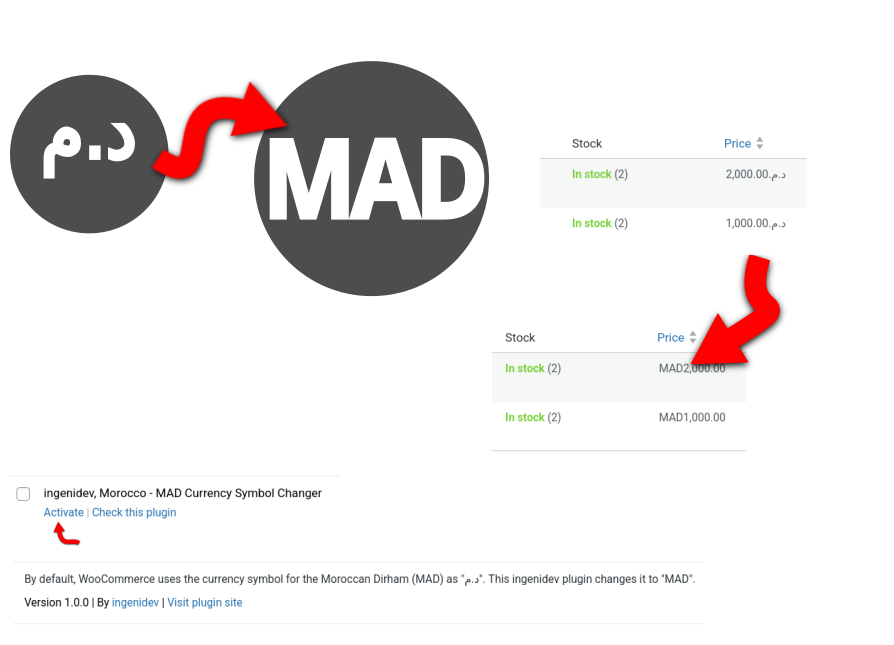 د.م
MAD
Stock Price
In stock (2) 2,000.00.د.م
In stock (2) 1,000.00.د.م
Stock Price
In stock (2) MAD2,000.00
In stock (2) MAD1,000.00
ingenidev, Morocco - MAD Currency Symbol Changer
Activate | Check this plugin
By default, WooCommerce uses the currency symbol for the Moroccan Dirham (MAD) as "د.م". This ingenidev plugin changes it to "MAD".
Version 1.0.0 | By ingenidev | Visit plugin site